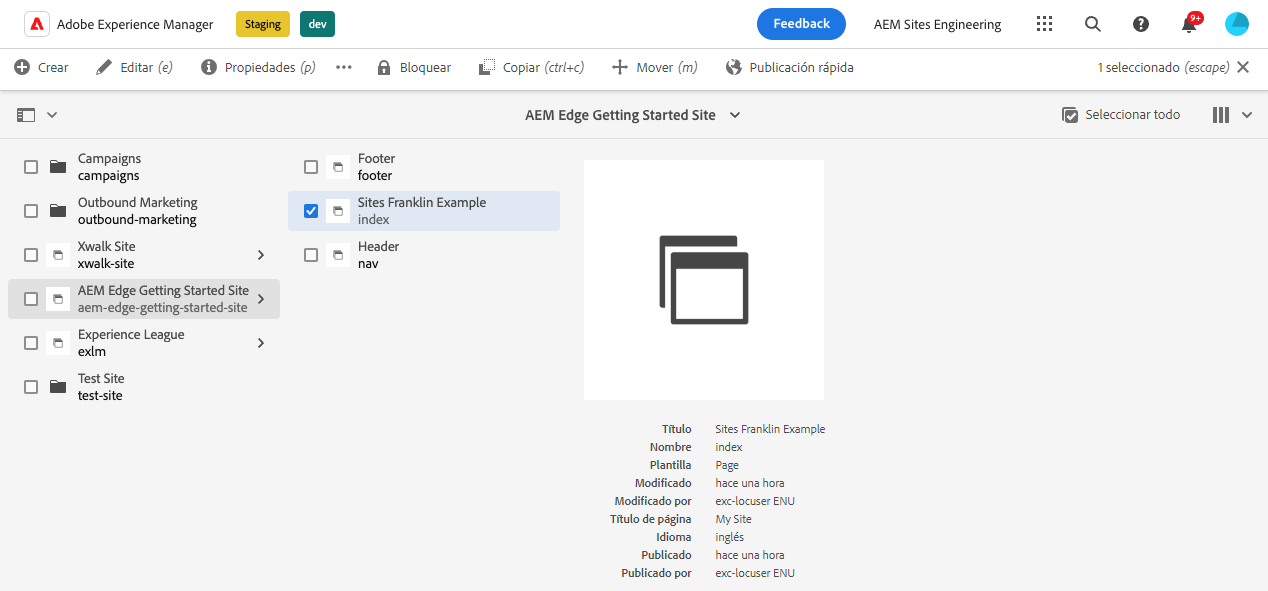 Adobe Experience Manager Staging dev Feedback AEM Sites Engineering 9+
Crear Editar (e) Propiedades (p) Bloquear Copiar (ctrl+c) Mover (m) Publicación rápida 1 seleccionado (escape)
AEM Edge Getting Started Site Seleccionar todo
Campaigns
campaigns
Outbound Marketing
outbound-marketing
Xwalk Site
xwalk-site
AEM Edge Getting Started Site
aem-edge-getting-started-site
Experience League
exlm
Test Site
test-site
Footer
footer
Sites Franklin Example
index
Header
nav
Título Sites Franklin Example
Nombre index
Plantilla Page
Modificado hace una hora
Modificado por exc-locuser ENU
Título de página My Site
Idioma inglés
Publicado hace una hora
Publicado por exc-locuser ENU